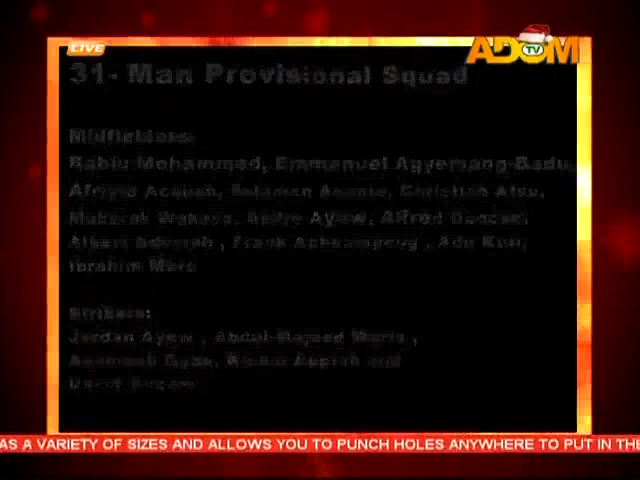 LIVE
ADOM
TV
31- Man Provisional Squad
Midfielders:
Rabiu Mohammed, Emmanuel Agyemang-Badu,
Afriyie Acquah, Solomon Asante, Christian Atsu,
Mubarak Wakaso, Andre Ayew, Alfred Duncan,
Albert Adomah , Frank Acheampong ,
Ibrahim Moro
Strikers:
Jordan Ayew , Abdul-Majeed Waris ,
Asamoah Gyan, Kwesi Appiah and
David
AS A VARIETY OF SIZES AND ALLOWS YOU TO PUNCH HOLES ANYWHERE TO PUT IN THE